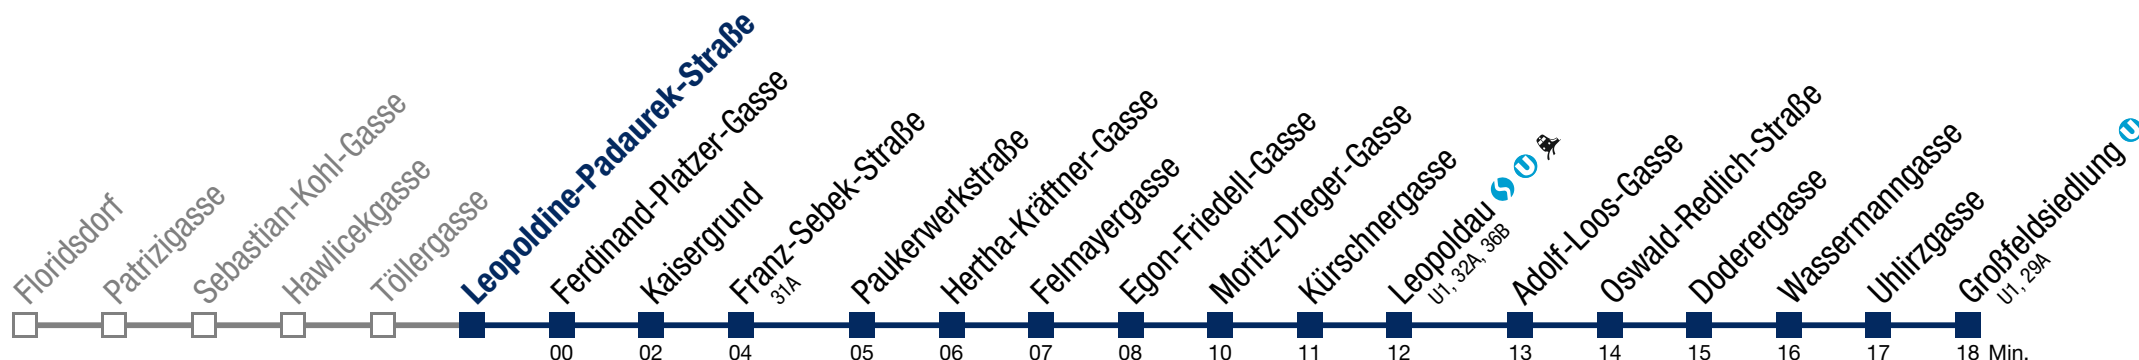 Floridsdorf
Patrizigasse
Sebastian-Kohl-Gasse
Hawlicekgasse
Töllergasse
Leopoldine-Padaurek-Straße
Ferdinand-Platzer-Gasse
Kaisergrund
Franz-Sebek-Straße
31A
Paukerwerkstraße
Hertha-Kräftner-Gasse
Felmayergasse
Egon-Friedell-Gasse
Moritz-Dreger-Gasse
Kürschnergasse
Leopoldau S U
U1, 32A, 36B
Adolf-Loos-Gasse
Oswald-Redlich-Straße
Doderergasse
Wassermanngasse
Uhlirzgasse
Großfeldsiedlung U
U1, 29A
00 02 04 05 06 07 08 10 11 12 13 14 15 16 17 18 Min.